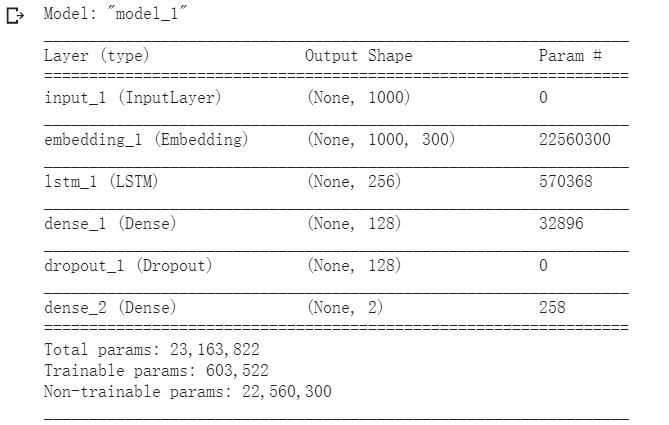 Model: "model_1"
Layer (type) Output Shape Param #
input_1 (InputLayer) (None, 1000) 0
embedding_1 (Embedding) (None, 1000, 300) 22560300
lstm_1 (LSTM) (None, 256) 570368
dense_1 (Dense) (None, 128) 32896
dropout_1 (Dropout) (None, 128) 0
dense_2 (Dense) (None, 2) 258
Total params: 23,163,822
Trainable params: 603,522
Non-trainable params: 22,560,300